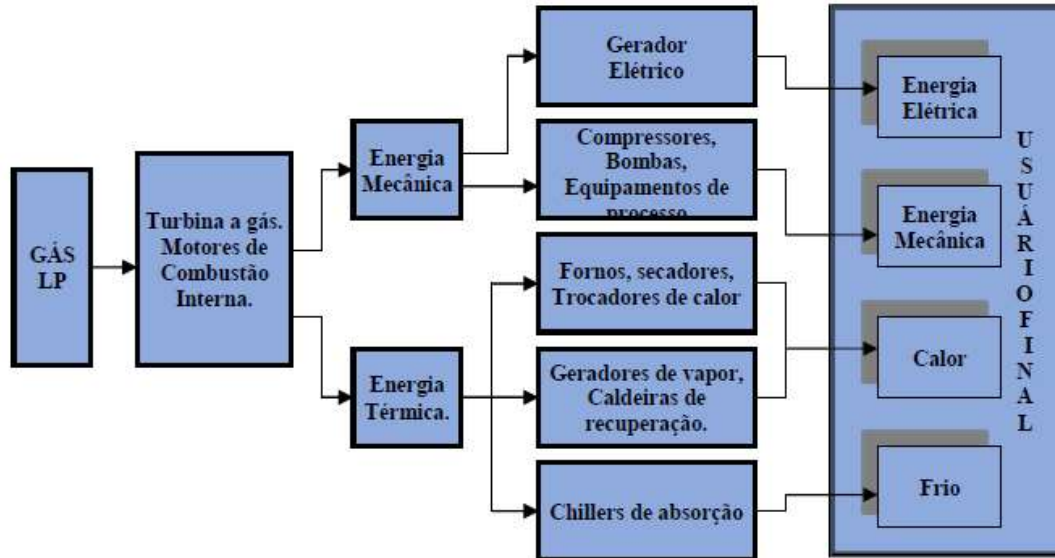 GÁS
LP
Turbina a gás.
Motores de
Combustão
Interna.
Energia
Mecânica
Energia
Térmica.
Gerador
Elétrico
Compressores,
Bombas,
Equipamentos de
processo
Fornos, secadores,
Trocadores de calor
Geradores de vapor,
Caldeiras de
recuperação.
Chillers de absorção
Energia
Elétrica
Energia
Mecânica
Calor
Frio
U
S
U
Á
R
I
O
F
I
N
A
L